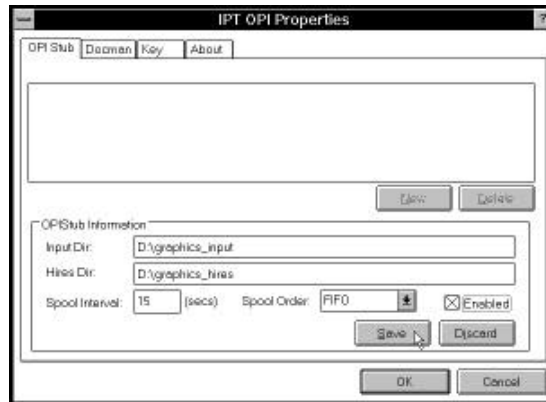 IPT OPI Properties ?
OPI Stub Docman Key About
New Delete
OPIStub Information
Input Dir: D:\graphics_input
Hires Dir: D:\graphics_hires
Spool Interval: 15 (secs) Spool Order: FIFO Enabled
Save Discard
OK Cancel